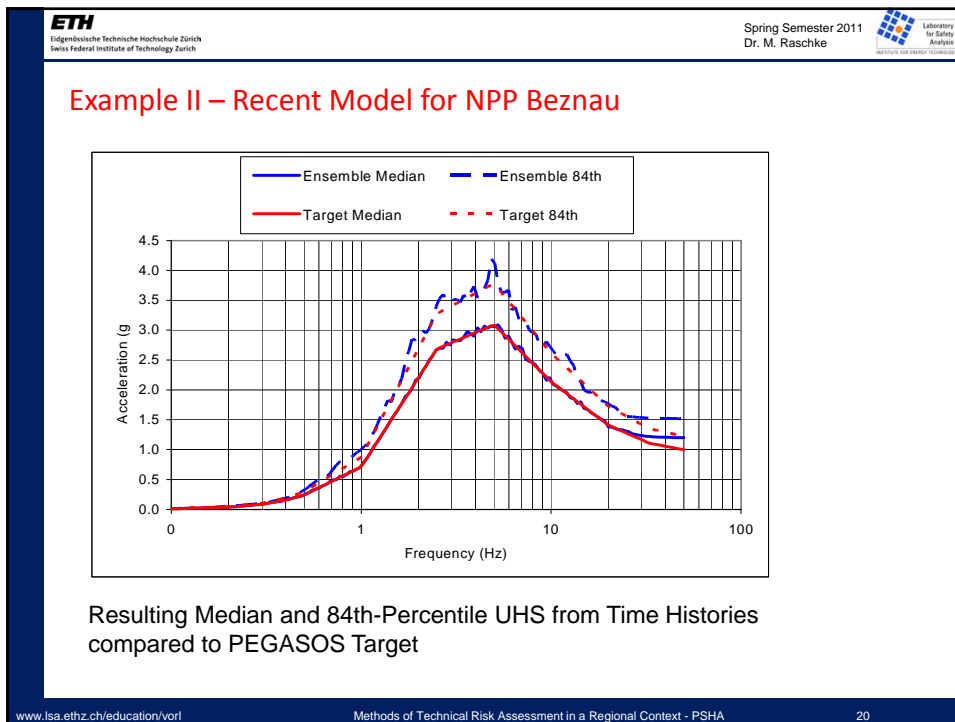 ETH
Eidgenössische Technische Hochschule Zürich
Swiss Federal Institute of Technology Zurich
Spring Semester 2011
Dr. M. Raschke
Laboratory
for Safety
Analysis
INSTITUTE FOR ENERGY TECHNOLOGY
Example II – Recent Model for NPP Beznau
Ensemble Median
Ensemble 84th
Target Median
Target 84th
4.5
4.0
3.5
3.0
2.5
2.0
1.5
1.0
0.5
0.0
Acceleration (g
0
1
10
100
Frequency (Hz)
Resulting Median and 84th-Percentile UHS from Time Histories
compared to PEGASOS Target
www.lsa.ethz.ch/education/vorl
Methods of Technical Risk Assessment in a Regional Context - PSHA
20